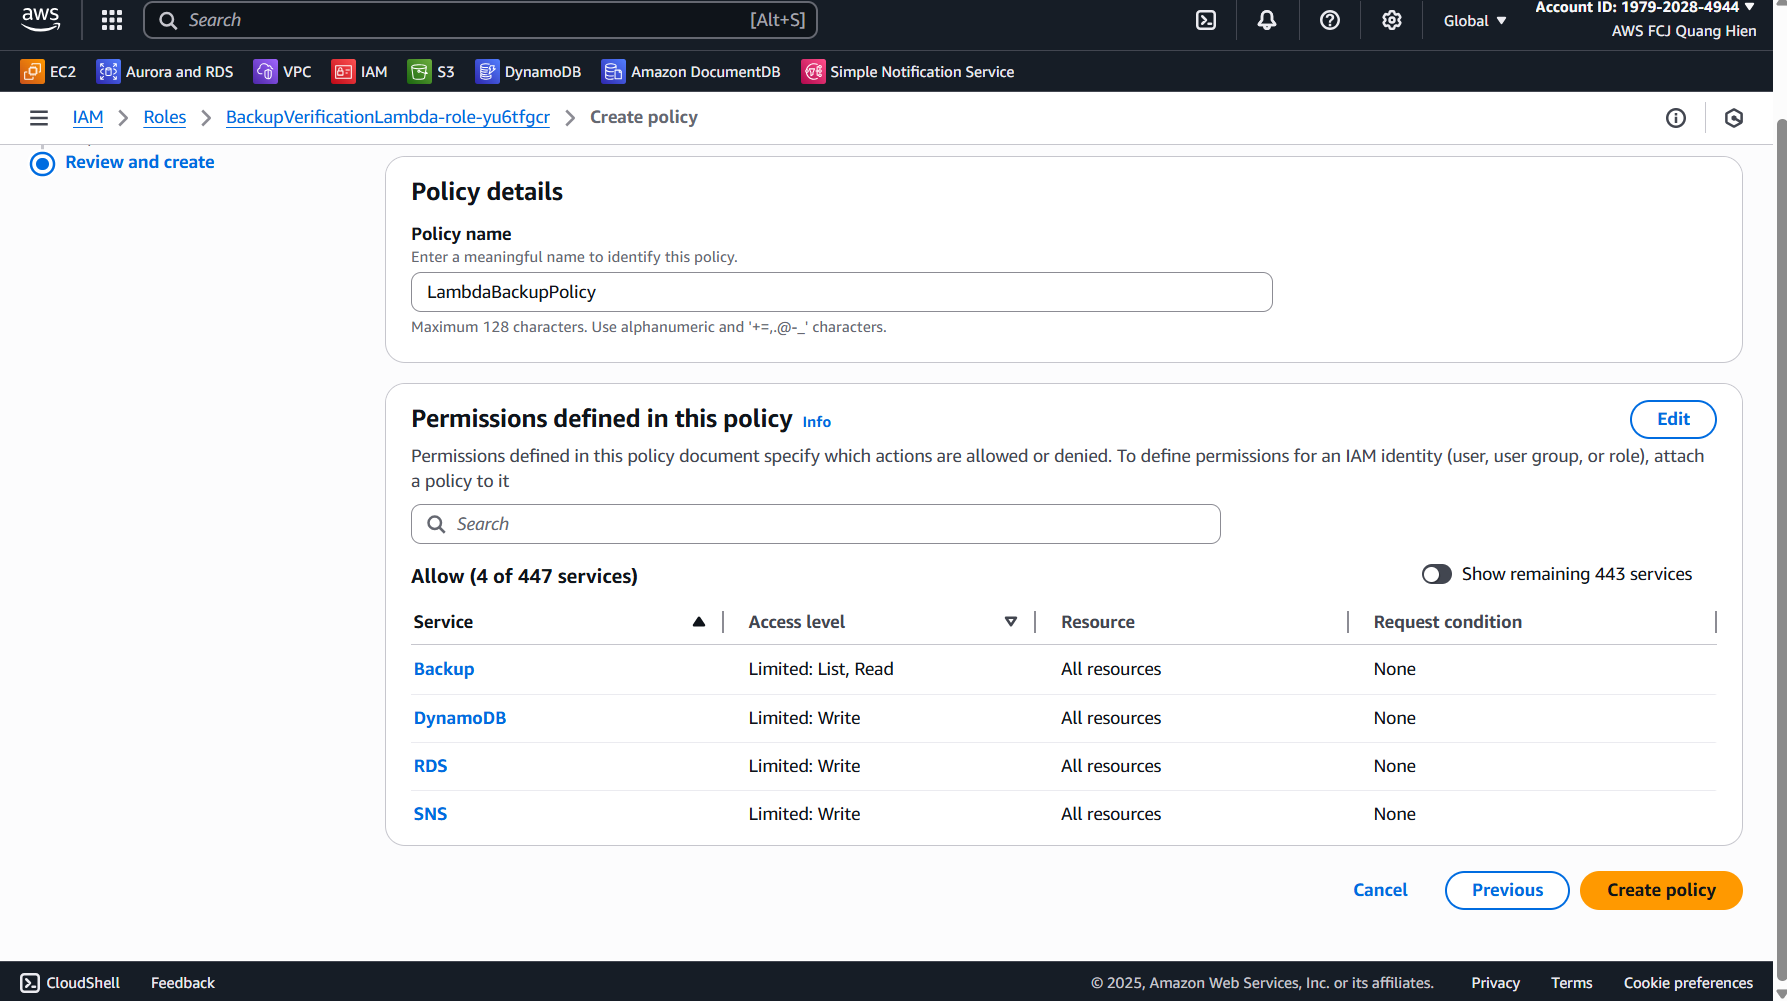 aws
Search
[Alt+S]
Global
Account ID: 1979-2028-4944
AWS FCJ Quang Hien
EC2
Aurora and RDS
VPC
IAM
S3
DynamoDB
Amazon DocumentDB
Simple Notification Service
IAM
Roles
BackupVerificationLambda-role-yu6tfgcr
Create policy
Review and create
Policy details
Policy name
Enter a meaningful name to identify this policy.
LambdaBackupPolicy
Maximum 128 characters. Use alphanumeric and '+=,.@-_' characters.
Permissions defined in this policy Info
Edit
Permissions defined in this policy document specify which actions are allowed or denied. To define permissions for an IAM identity (user, user group, or role), attach
a policy to it
Search
Allow (4 of 447 services)
Show remaining 443 services
Service Access level Resource Request condition
Backup Limited: List, Read All resources None
DynamoDB Limited: Write All resources None
RDS Limited: Write All resources None
SNS Limited: Write All resources None
Cancel
Previous
Create policy
CloudShell
Feedback
© 2025, Amazon Web Services, Inc. or its affiliates.
Privacy
Terms
Cookie preferences